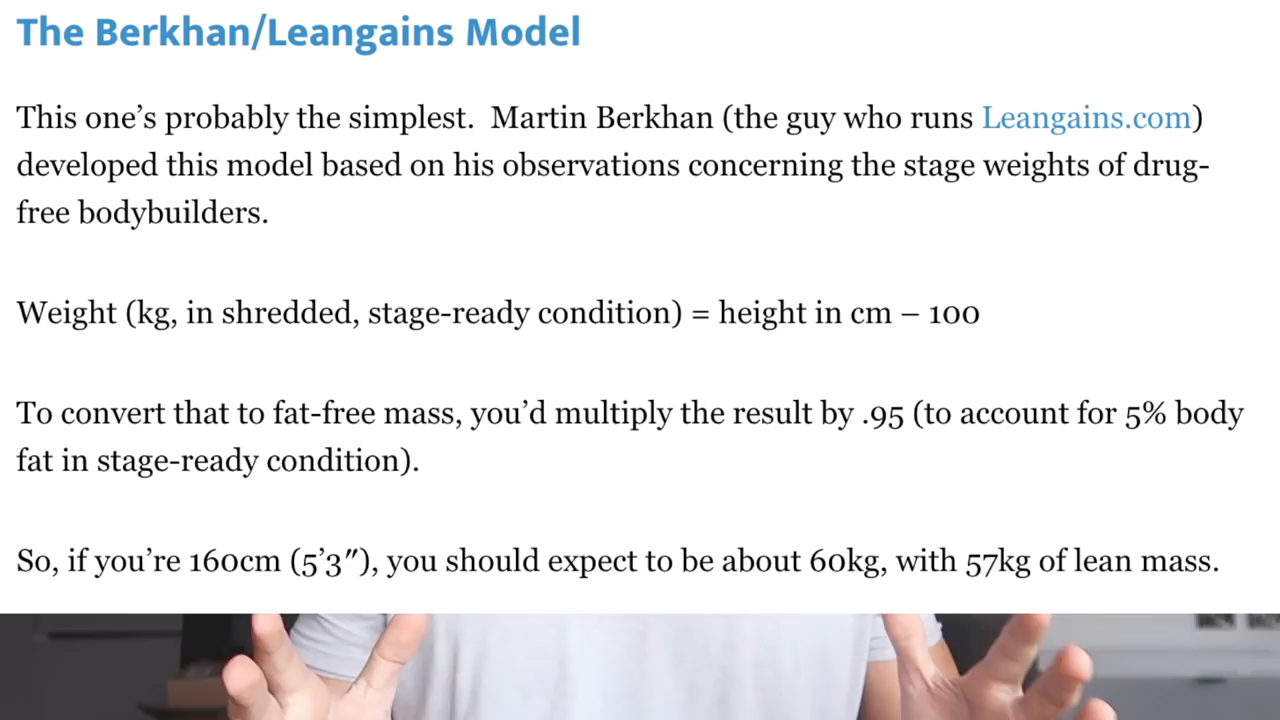 The Berkhan/Leangains Model
This one’s probably the simplest.  Martin Berkhan (the guy who runs Leangains.com)
developed this model based on his observations concerning the stage weights of drug-
free bodybuilders.
Weight (kg, in shredded, stage-ready condition) = height in cm – 100
To convert that to fat-free mass, you’d multiply the result by .95 (to account for 5% body
fat in stage-ready condition).
So, if you’re 160cm (5’3″), you should expect to be about 60kg, with 57kg of lean mass.